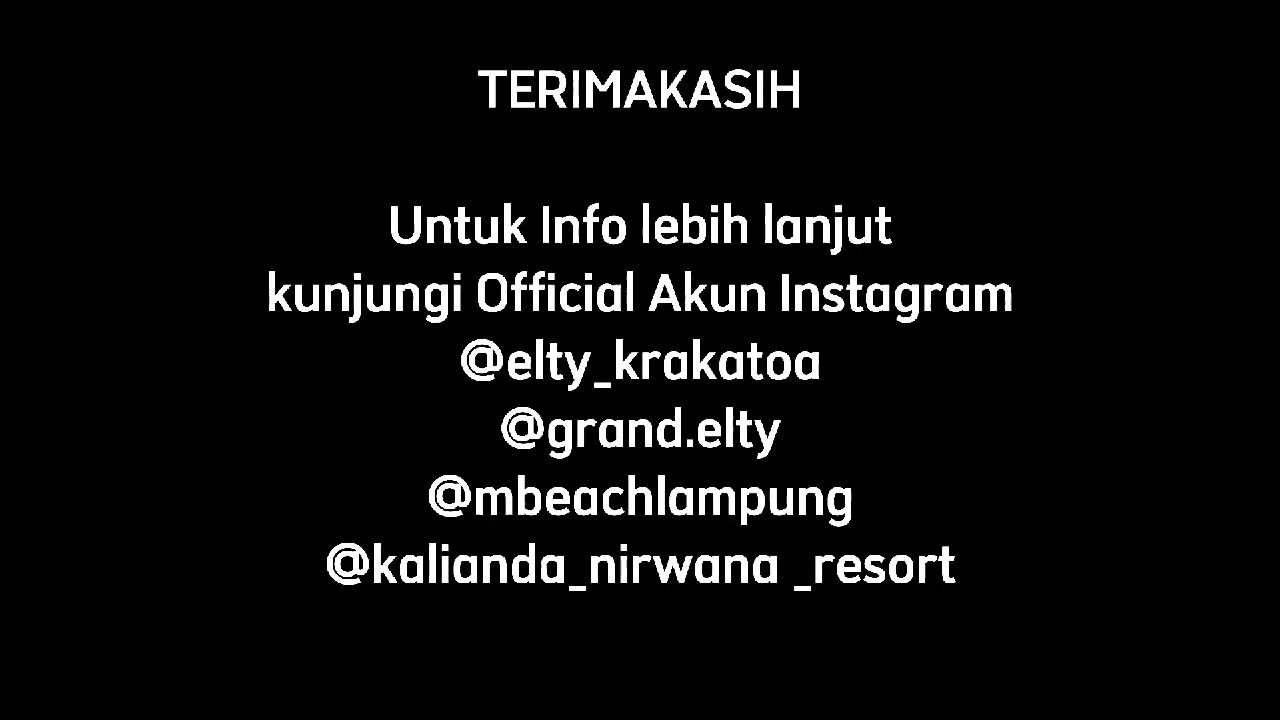 TERIMAKASIH
Untuk Info lebih lanjut
kunjungi Official Akun Instagram
@elty_krakatoa
@grand.elty
@mbeachlampung
@kalianda_nirwana _resort